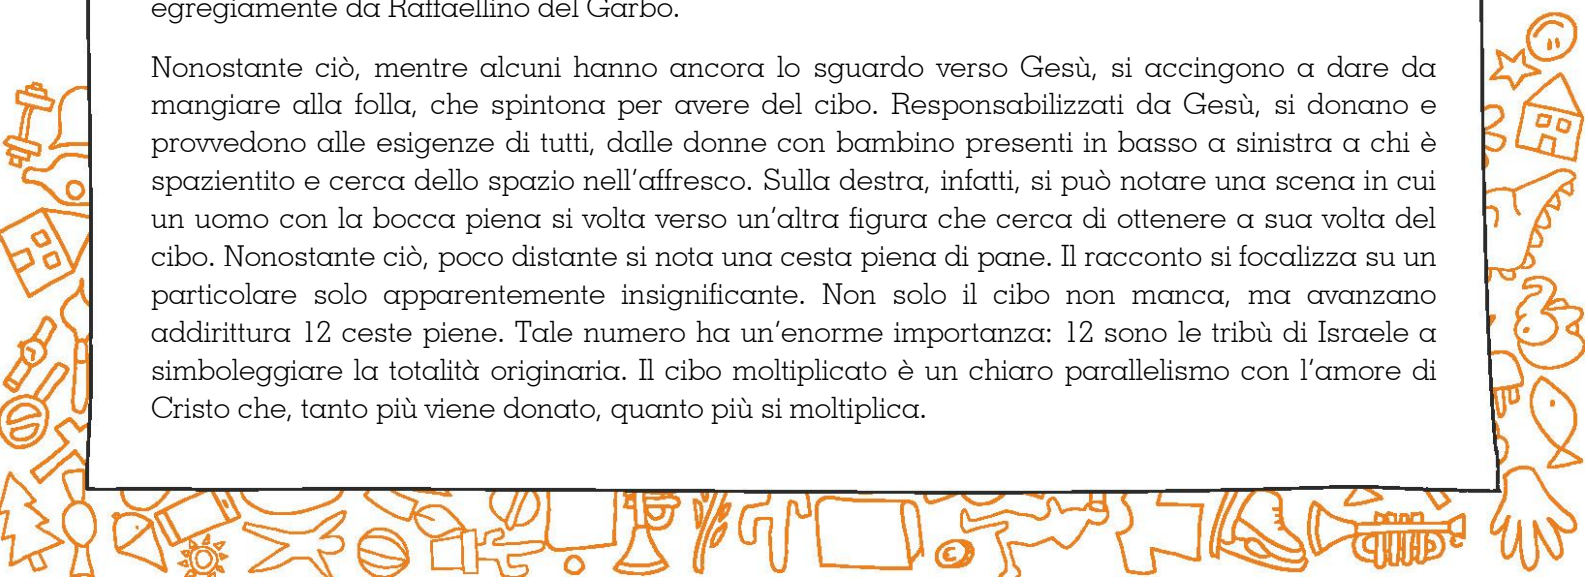 egregiamente da Raffaellino del Garbo.
Nonostante ciò, mentre alcuni hanno ancora lo sguardo verso Gesù, si accingono a dare da
mangiare alla folla, che spintona per avere del cibo. Responsabilizzati da Gesù, si donano e
provvedono alle esigenze di tutti, dalle donne con bambino presenti in basso a sinistra a chi è
spazientito e cerca dello spazio nell'affresco. Sulla destra, infatti, si può notare una scena in cui
un uomo con la bocca piena si volta verso un'altra figura che cerca di ottenere a sua volta del
cibo. Nonostante ciò, poco distante si nota una cesta piena di pane. Il racconto si focalizza su un
particolare solo apparentemente insignificante. Non solo il cibo non manca, ma avanzano
addirittura 12 ceste piene. Tale numero ha un'enorme importanza: 12 sono le tribù di Israele a
simboleggiare la totalità originaria. Il cibo moltiplicato è un chiaro parallelismo con l'amore di
Cristo che, tanto più viene donato, quanto più si moltiplica.